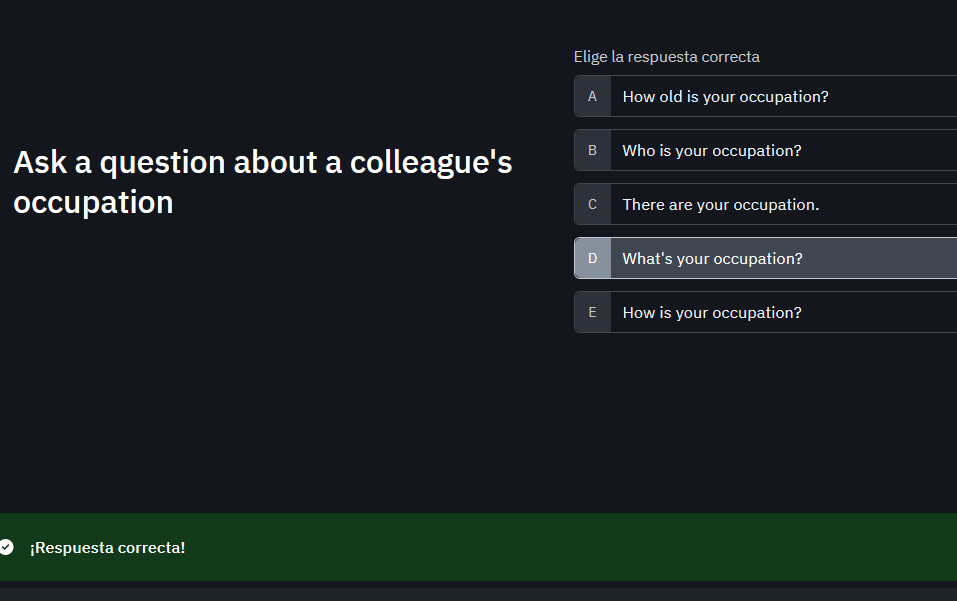 Ask a question about a colleague's
occupation
Elige la respuesta correcta
A How old is your occupation?
B Who is your occupation?
C There are your occupation.
D What's your occupation?
E How is your occupation?
¡Respuesta correcta!